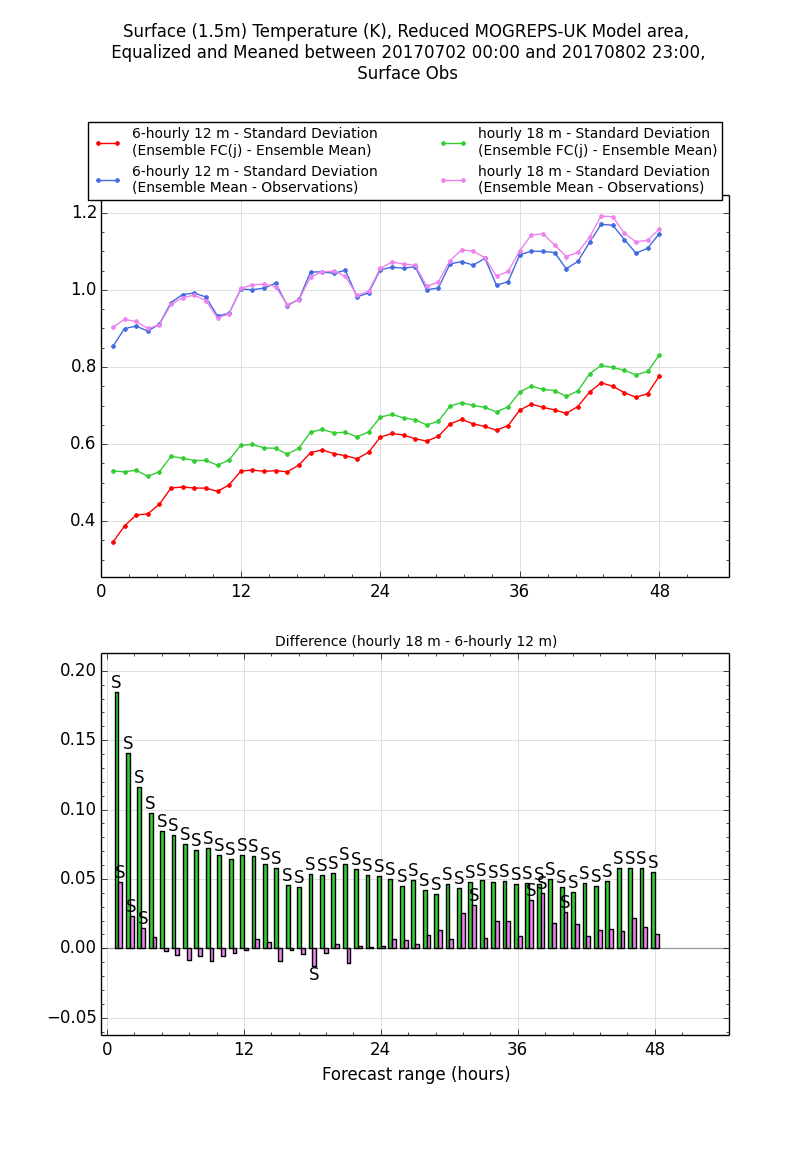 Surface (1.5m) Temperature (K), Reduced MOGREPS-UK Model area,
Equalized and Meaned between 20170702 00:00 and 20170802 23:00,
Surface Obs
6-hourly 12 m - Standard Deviation
(Ensemble FC(j) - Ensemble Mean)
6-hourly 12 m - Standard Deviation
(Ensemble Mean - Observations)
hourly 18 m - Standard Deviation
(Ensemble FC(j) - Ensemble Mean)
hourly 18 m - Standard Deviation
(Ensemble Mean - Observations)
1.2
1.0
0.8
0.6
0.4
0 12 24 36 48
Difference (hourly 18 m - 6-hourly 12 m)
0.20
0.15
0.10
0.05
0.00
−0.05
S S S S S S S S S S S S S S S S S S S S S S S S S S S S S S S S S S S S S S S S S S S S S S S S
S S S S S S S S
0 12 24 36 48
Forecast range (hours)